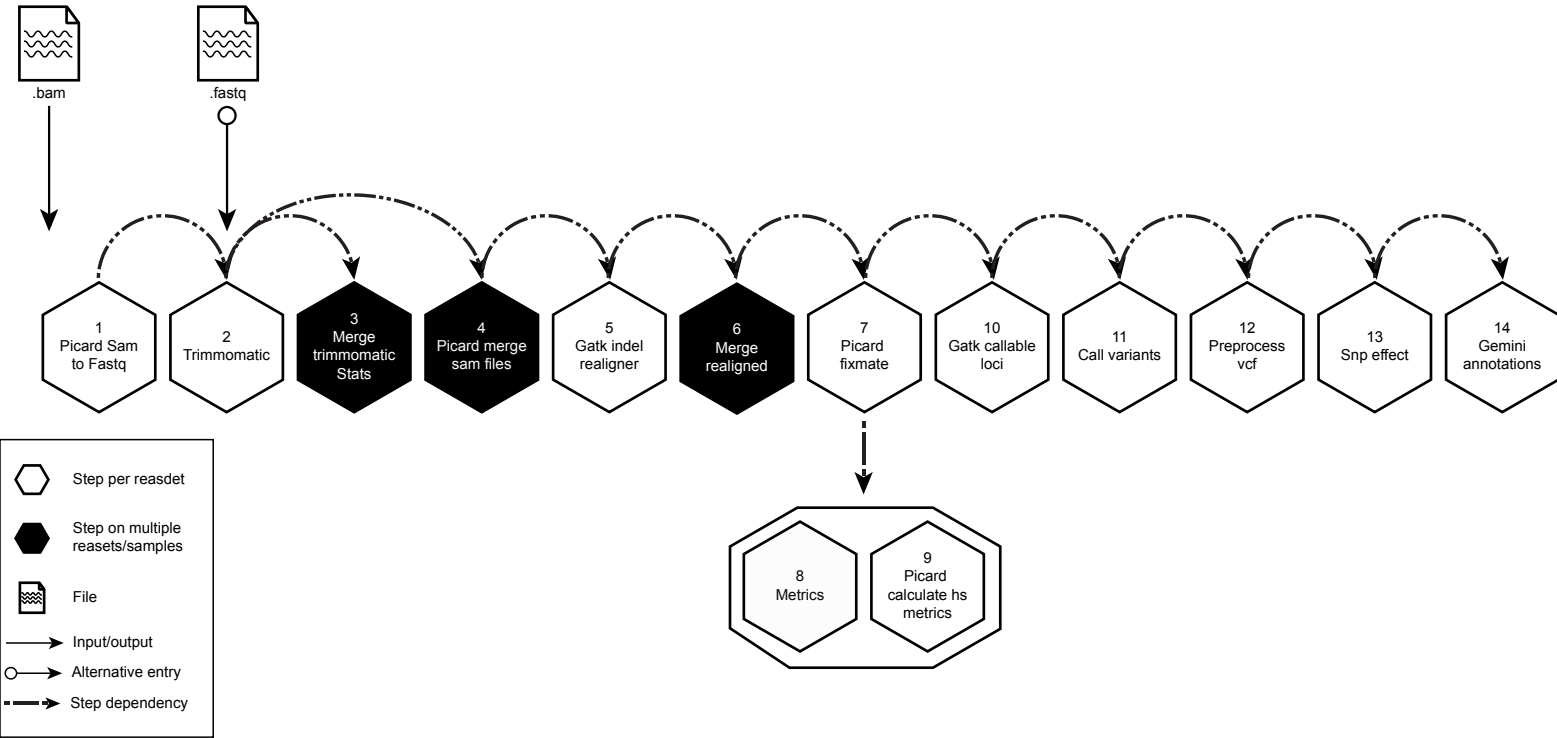 .bam
.fastq
1
Picard Sam
to Fastq
2
Trimmomatic
3
Merge
trimmomatic
Stats
4
Picard merge
sam files
5
Gatk indel
realigner
6
Merge
realigned
7
Picard
fixmate
10
Gatk callable
loci
11
Call variants
12
Preprocess
vcf
13
Snp effect
14
Gemini
annotations
8
Metrics
9
Picard
calculate hs
metrics
Step per reasdet
Step on multiple
reasets/samples
File
Input/output
Alternative entry
Step dependency